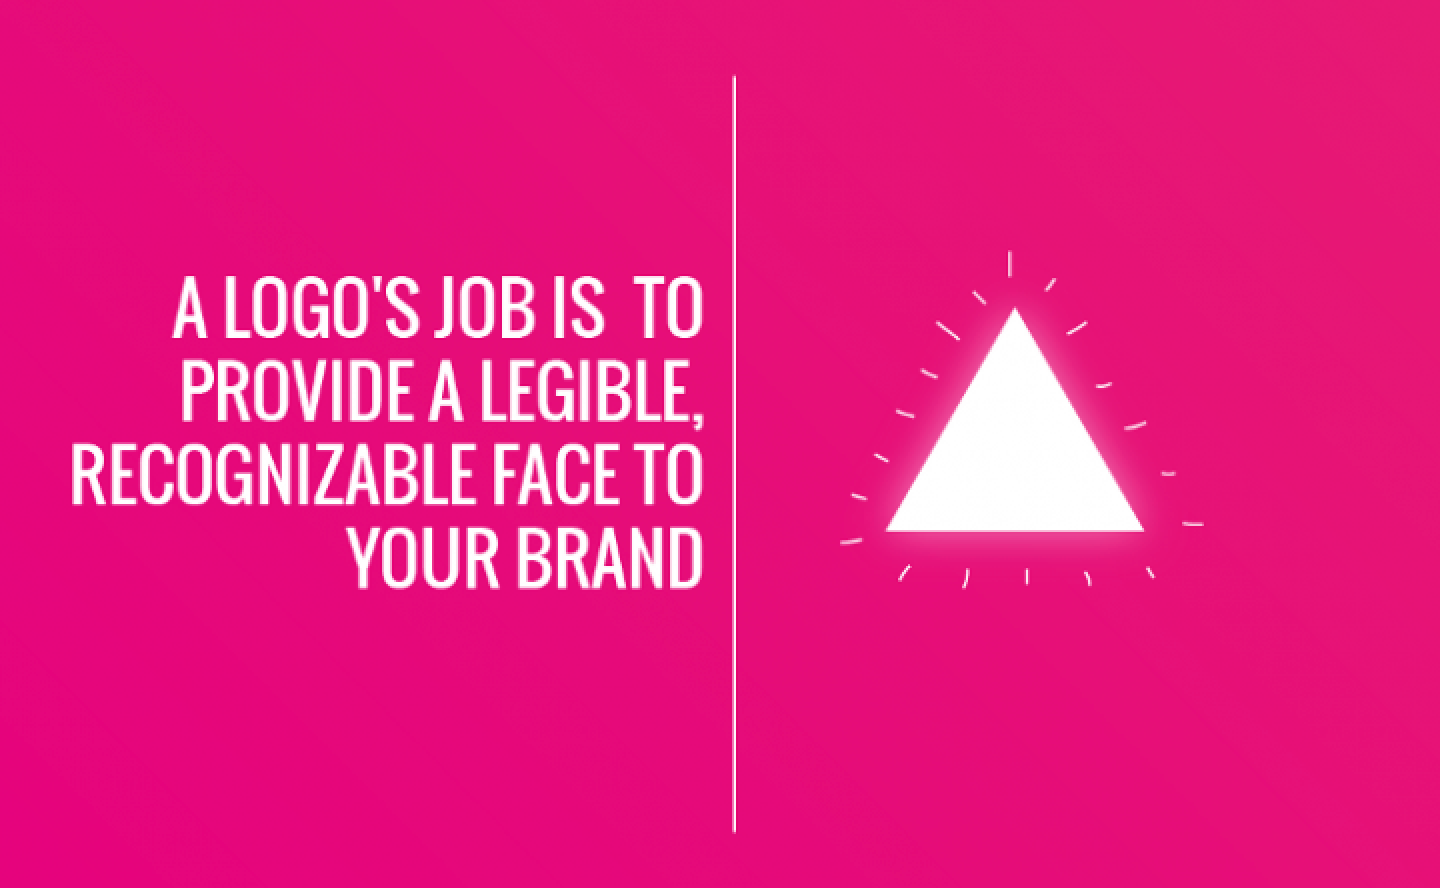 A LOGO'S JOB IS  TO
PROVIDE A LEGIBLE,
RECOGNIZABLE FACE TO
YOUR BRAND